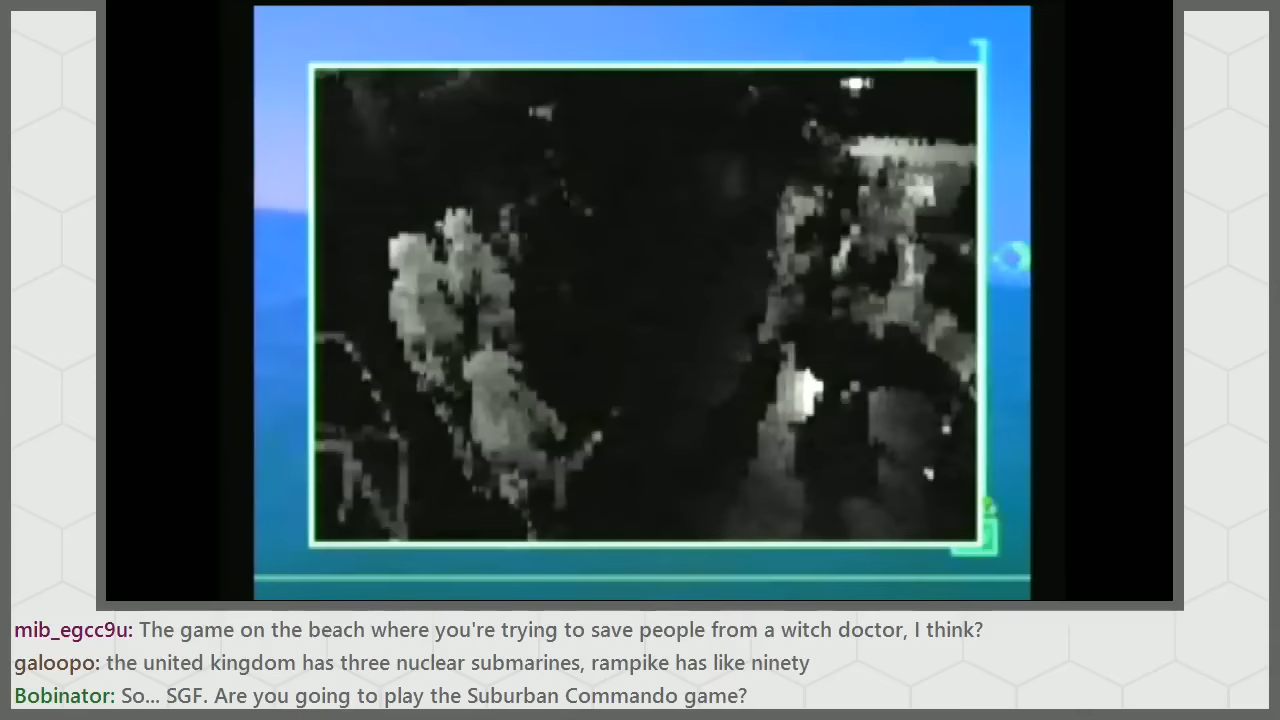 mib_egcc9u: The game on the beach where you're trying to save people from a witch doctor, I think?
galoopo: the united kingdom has three nuclear submarines, rampike has like ninety
Bobinator: So... SGF. Are you going to play the Suburban Commando game?